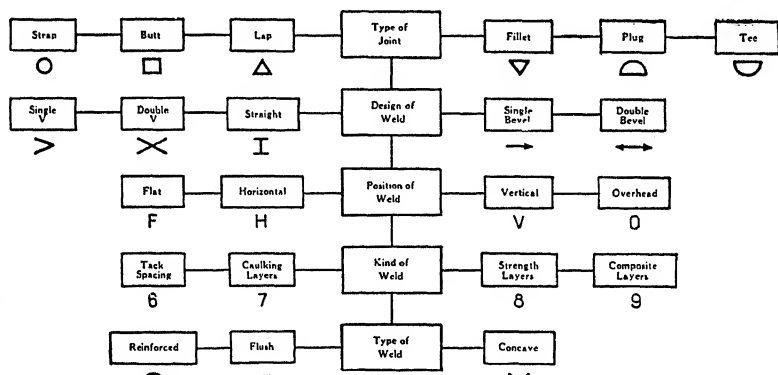 Strap Butt Lap Type of Joint Fillet Plug Tee
Single V Double V Straight Design of Weld Single Bevel Double Bevel
Flat Horizontal Position of Weld Vertical Overhead
F H V O
Tack Spacing Caulking Layers Kind of Weld Strength Layers Composite Layers
6 7 8 9
Reinforced Flush Type of Weld Concave